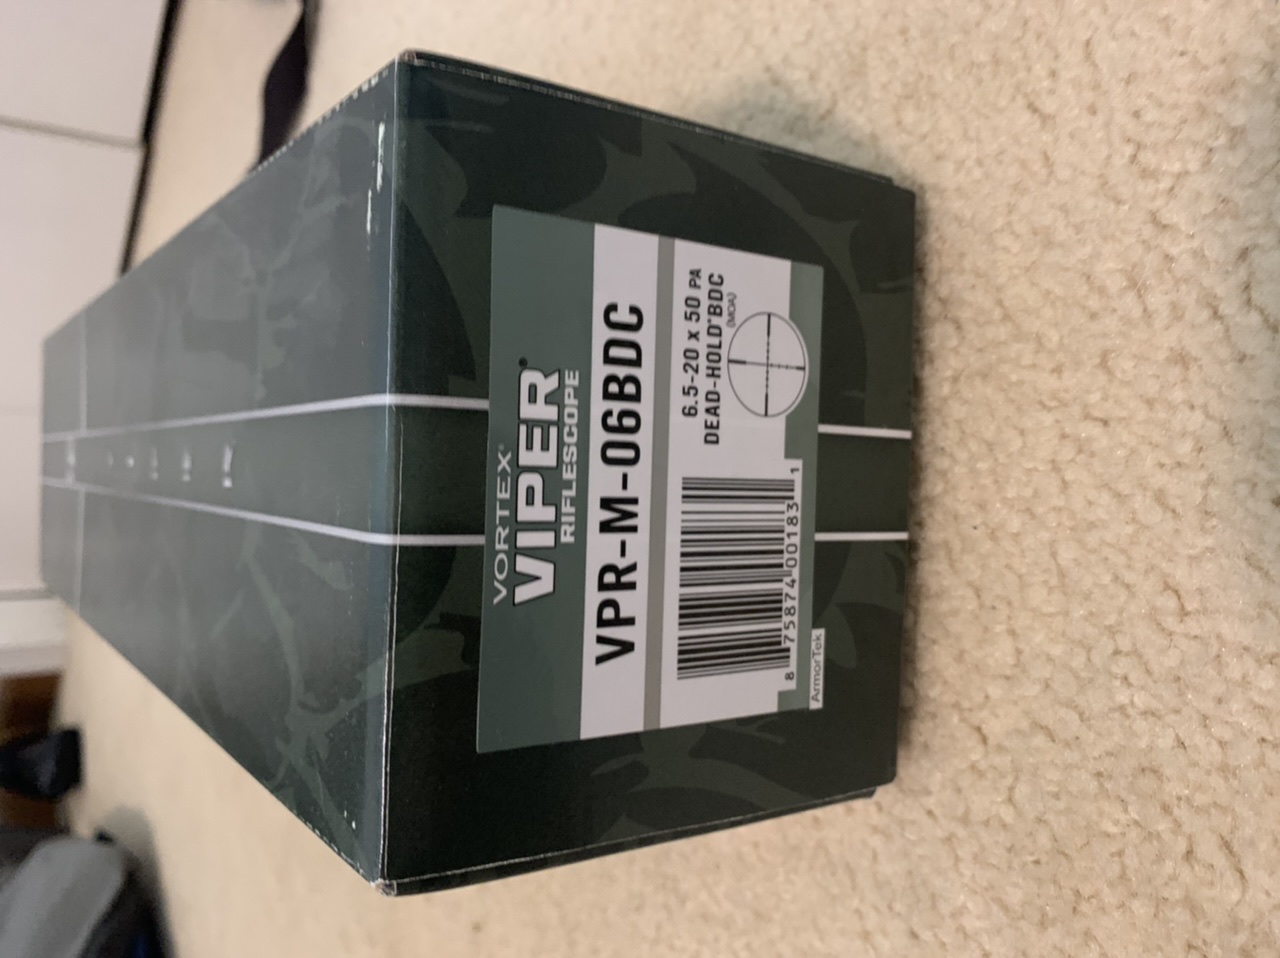 VORTEX®
VIPER®
RIFLESCOPE
VPR-M-06BDC
6.5-20 x 50 PA
DEAD-HOLD® BDC
(MOA)
8 75874 00183 1
ArmorTek